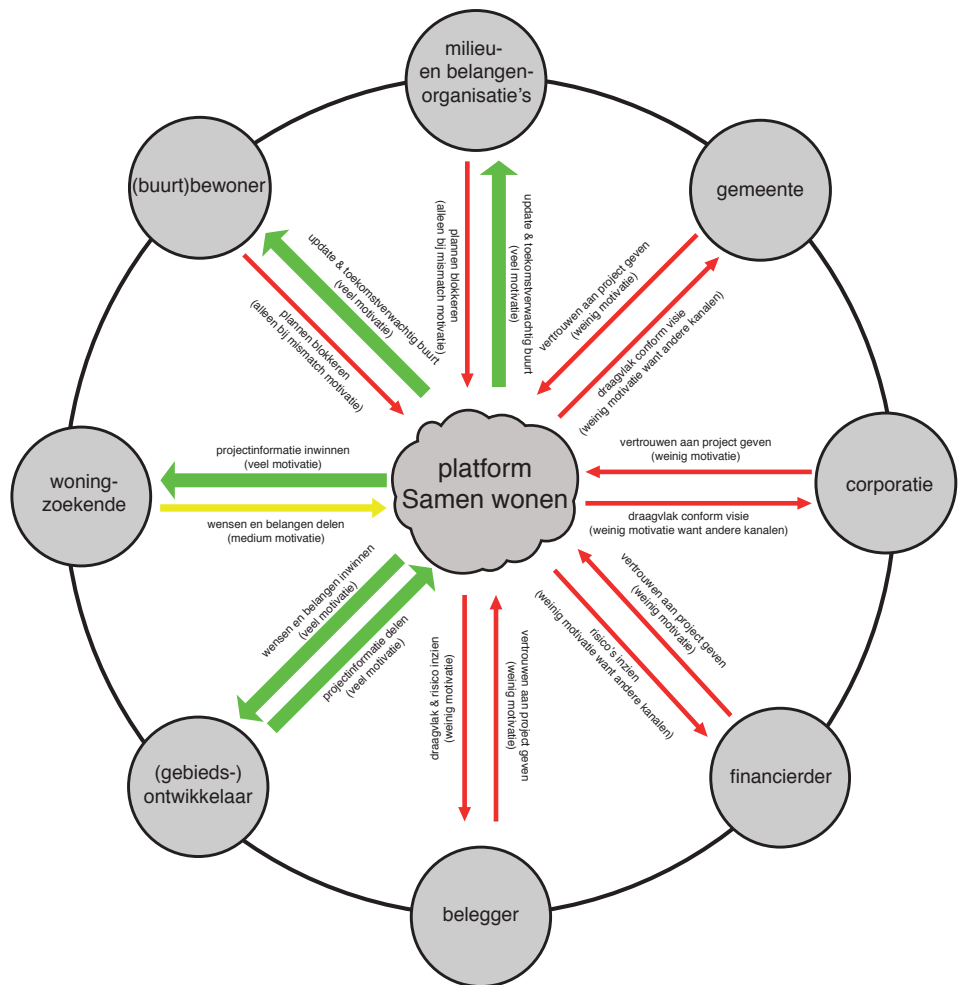 milieu-
en belangen-
organisatie's
(buurt)bewoner
gemeente
update & toekomstverwachtig buurt
(veel motivatie)
plannen blokkeren
(alleen bij mismatch motivatie)
plannen blokkeren
(alleen bij mismatch motivatie)
update & toekomstverwachtig buurt
(veel motivatie)
vertrouwen aan project geven
(weinig motivatie)
draagvlak conform visie
(weinig motivatie want andere kanalen)
woning-
zoekende
projectinformatie inwinnen
(veel motivatie)
wensen en belangen delen
(medium motivatie)
platform
Samen wonen
vertrouwen aan project geven
(weinig motivatie)
draagvlak conform visie
(weinig motivatie want andere kanalen)
corporatie
wensen en belangen inwinnen
(veel motivatie)
projectinformatie delen
(veel motivatie)
draagvlak & risico inzien
(weinig motivatie)
vertrouwen aan project geven
(weinig motivatie)
vertrouwen aan project geven
(weinig motivatie)
risico's inzien
(weinig motivatie want andere kanalen)
(gebieds-)
ontwikkelaar
financierder
belegger